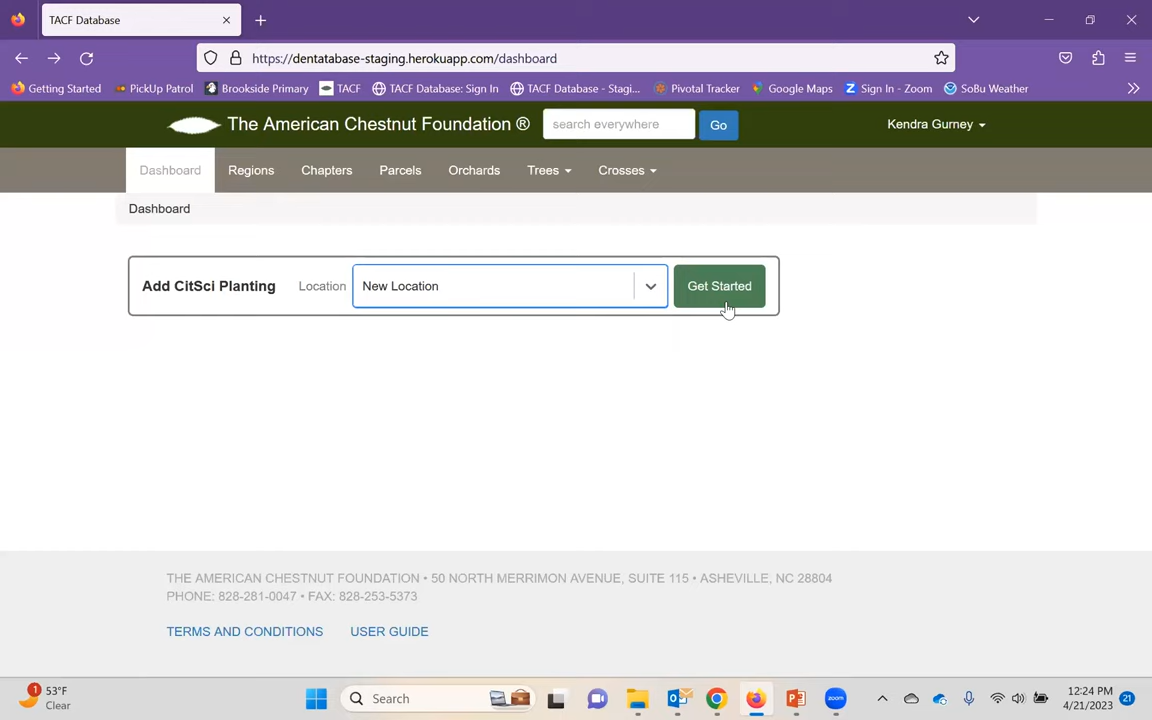 TACF Database
https://dentatabase-staging.herokuapp.com/dashboard
Getting Started PickUp Patrol Brookside Primary TACF TACF Database: Sign In TACF Database - Stagi... Pivotal Tracker Google Maps Sign In - Zoom SoBu Weather
The American Chestnut Foundation ® search everywhere Go Kendra Gurney
Dashboard Regions Chapters Parcels Orchards Trees Crosses
Dashboard
Add CitSci Planting Location New Location Get Started
THE AMERICAN CHESTNUT FOUNDATION • 50 NORTH MERRIMON AVENUE, SUITE 115 • ASHEVILLE, NC 28804
PHONE: 828-281-0047 • FAX: 828-253-5373
TERMS AND CONDITIONS USER GUIDE
1 53°F
Clear
Search
zoom
12:24 PM
4/21/2023
21